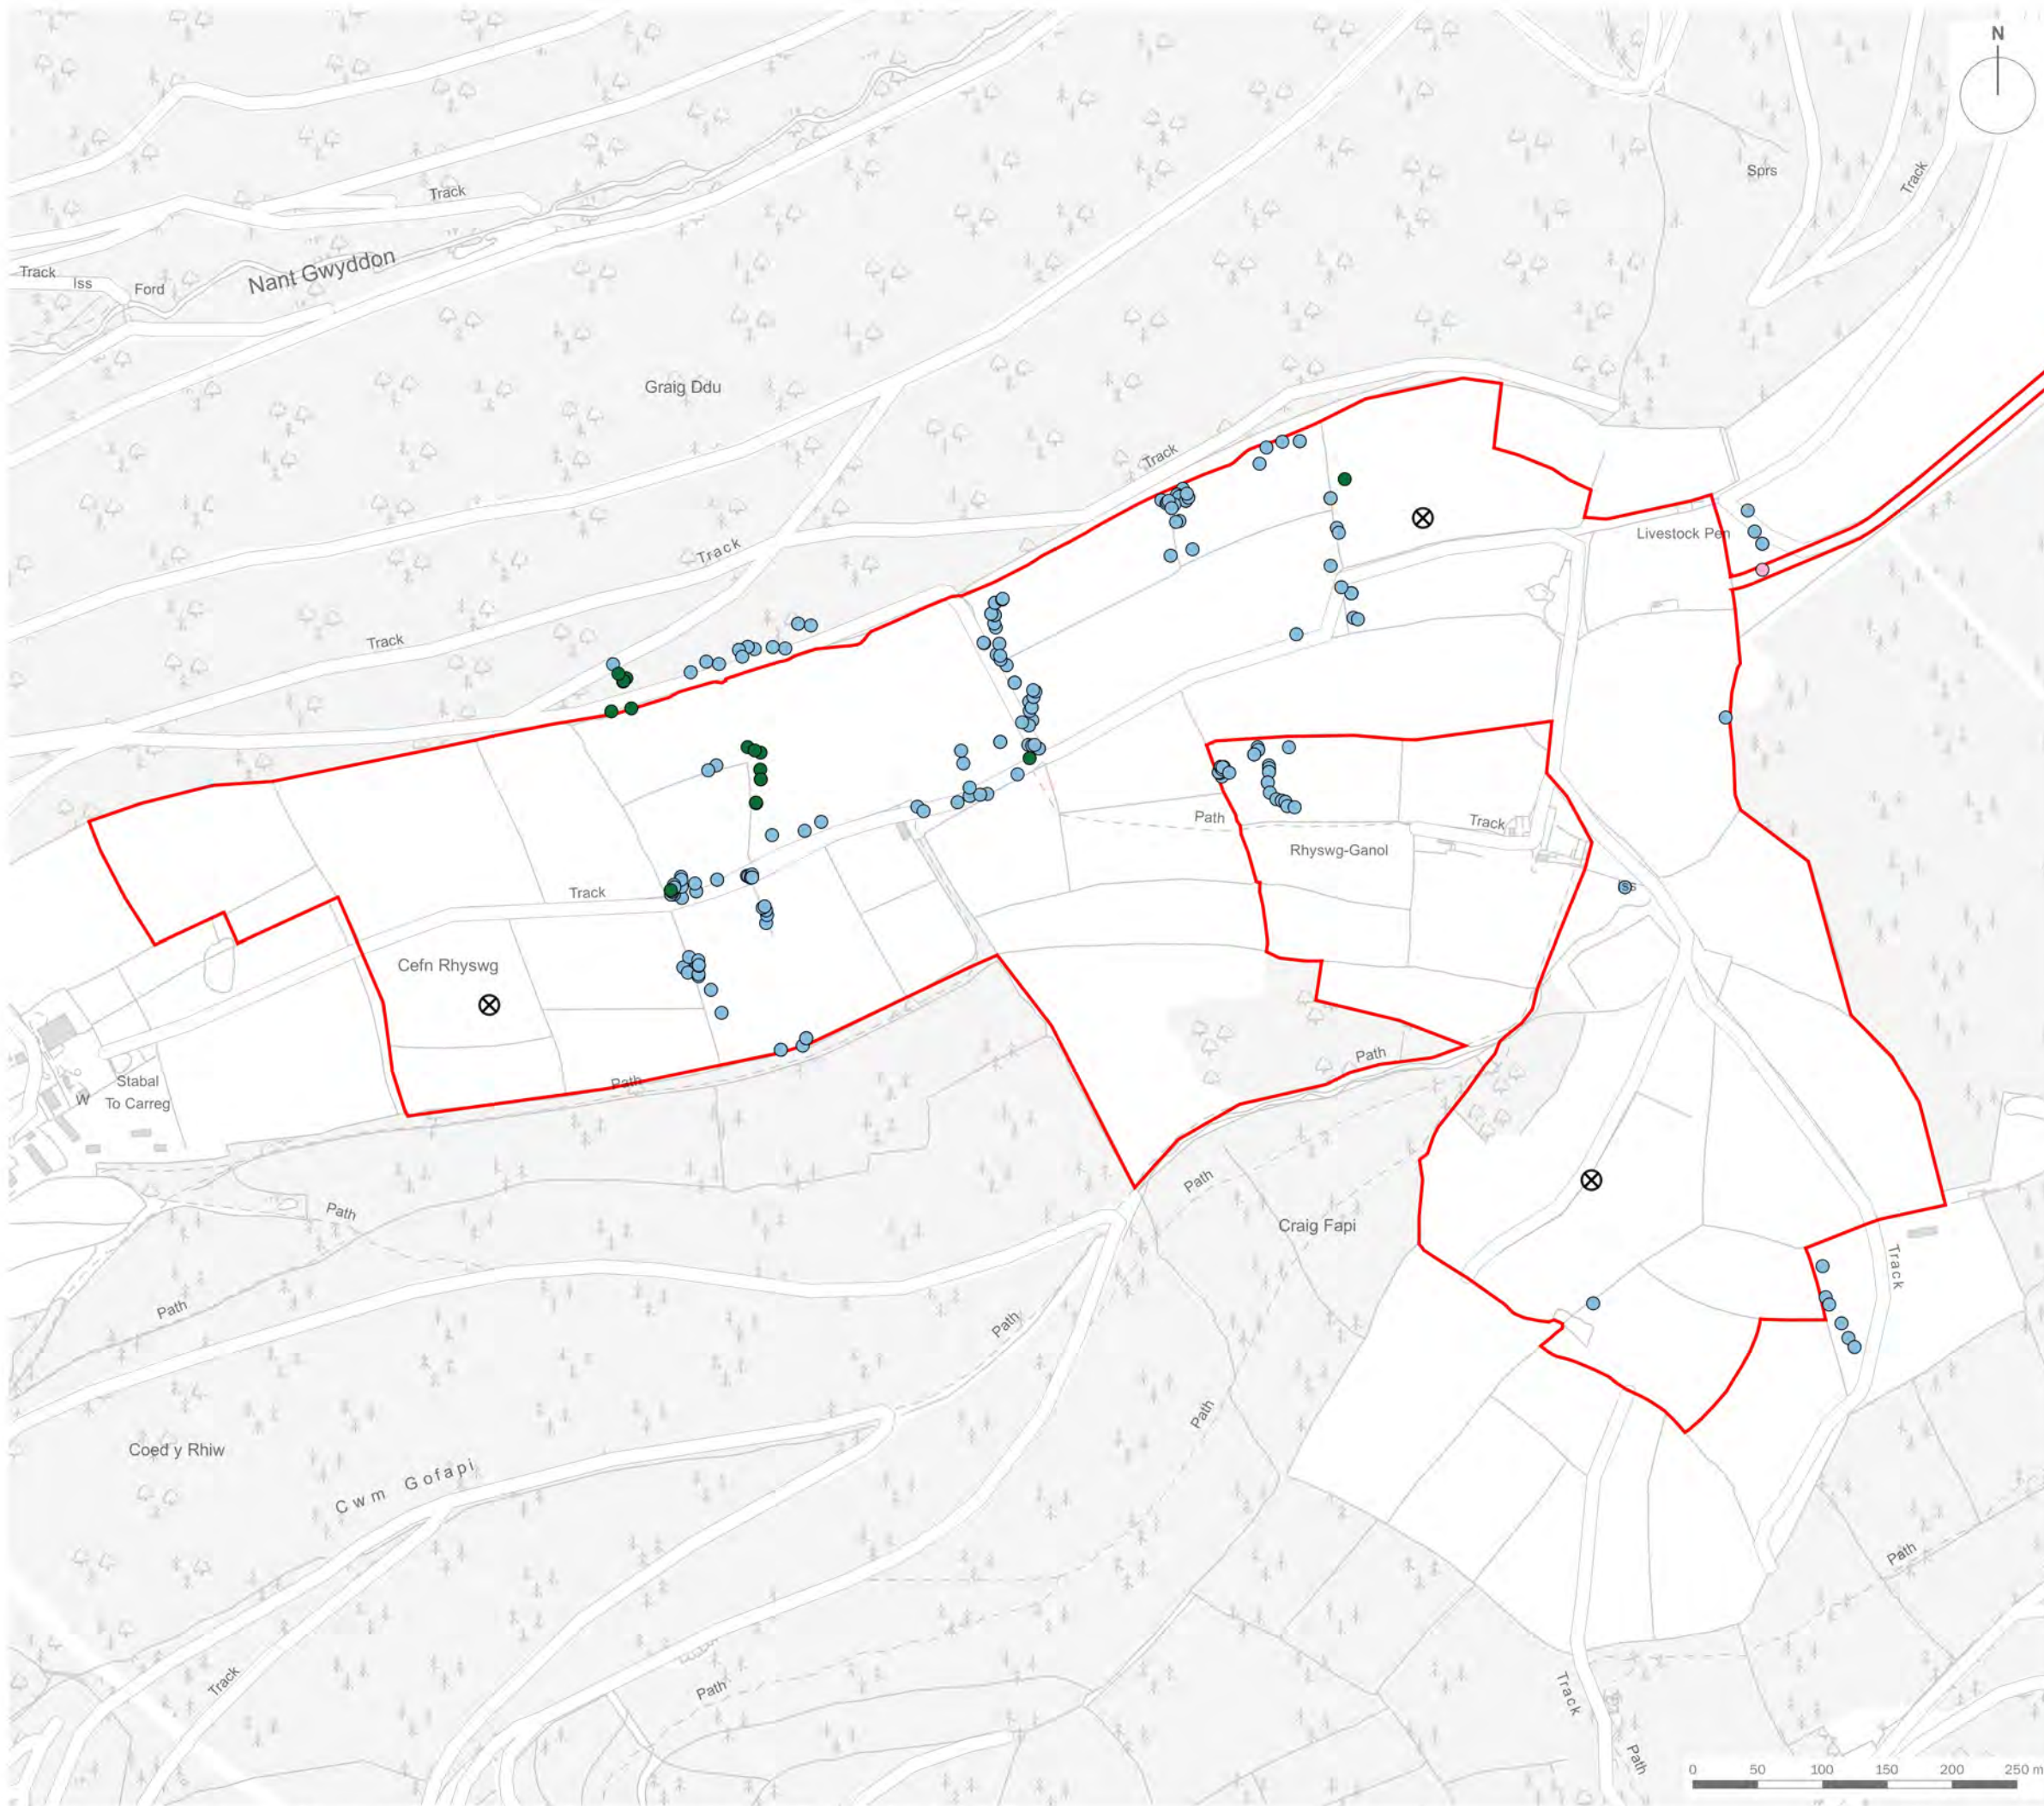 N
Sprs
Track
Track
Nant Gwyddon
Track
Iss
Ford
Graig Ddu
Track
Livestock Pen
Track
Track
Path
Track
Rhyswg-Ganol
Track
Iss
Cefn Rhyswg
Path
Stabal
To Carreg
W
Path
Path
Path
Craig Fapi
Track
Path
Path
Path
Coed y Rhiw
Cwm Gofapi
Path
Track
Path
Track
Path
0 50 100 150 200 250 m